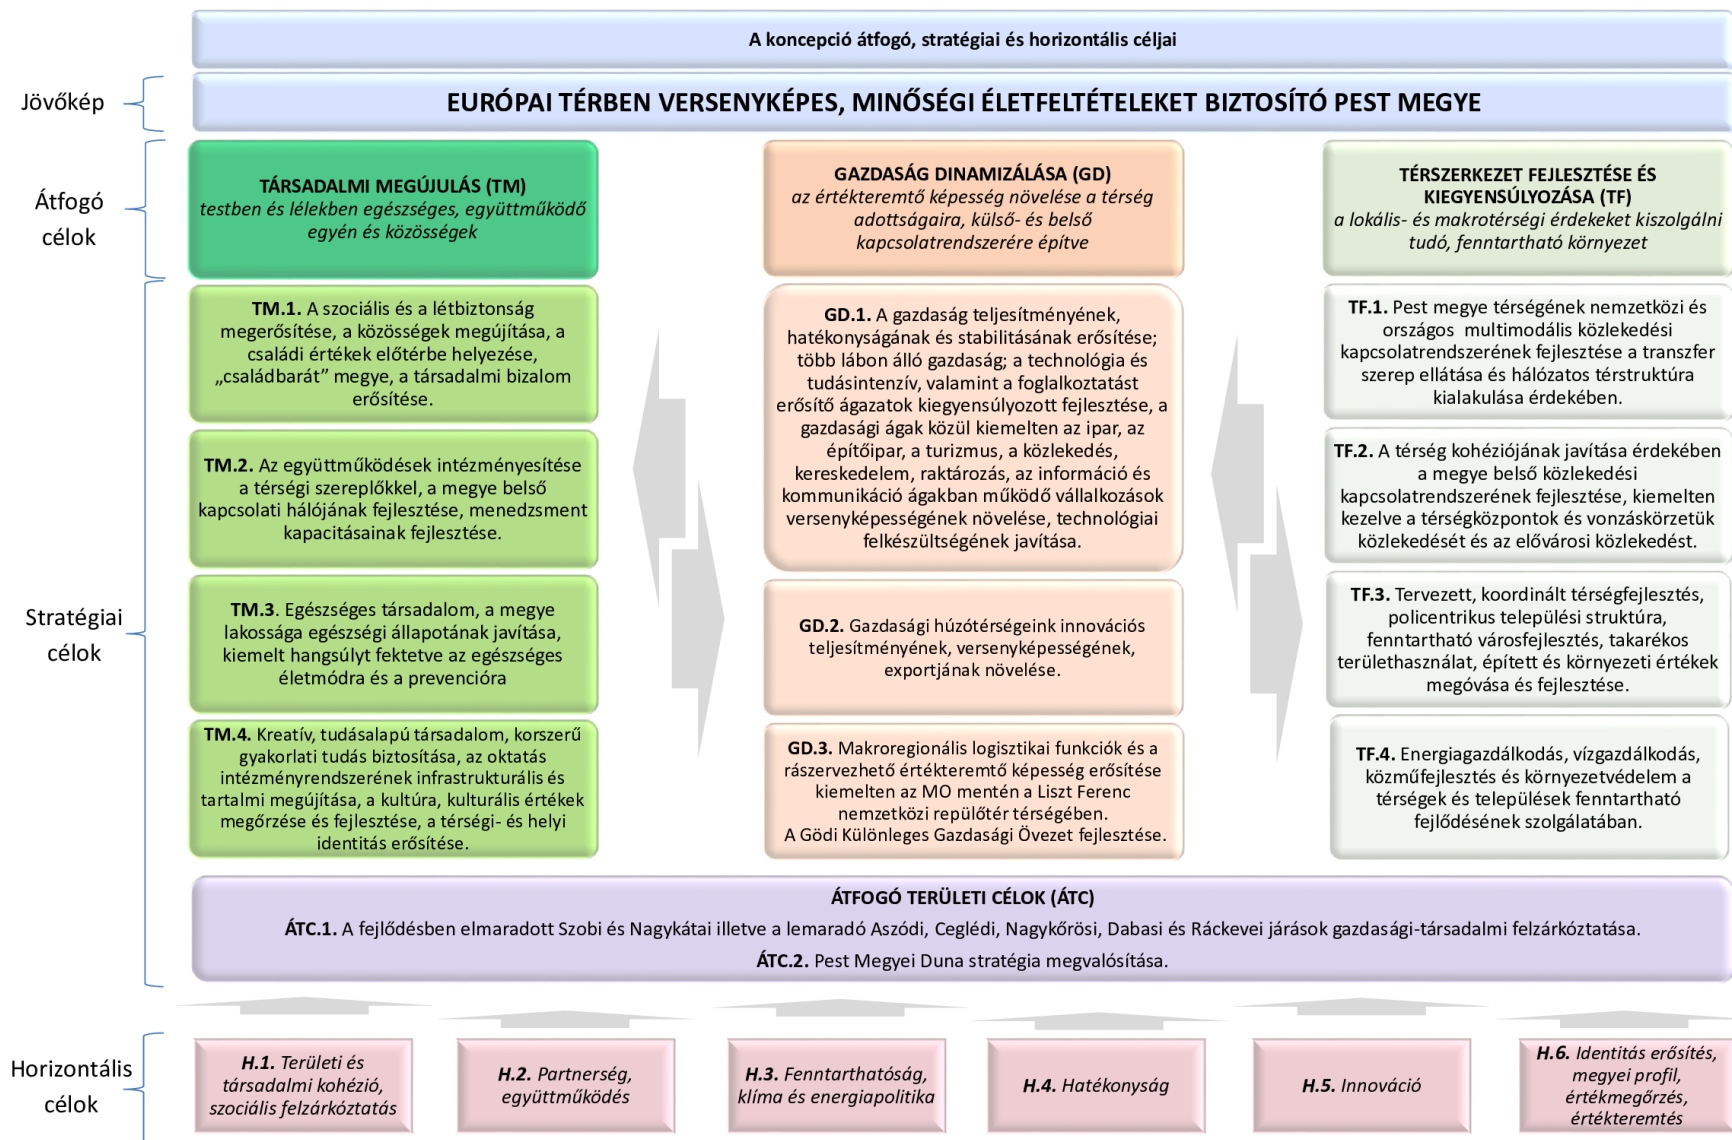 A koncepció átfogó, stratégiai és horizontális céljai
Jövőkép
EURÓPAI TÉRBEN VERSENYKÉPES, MINŐSÉGI ÉLETFELTÉTELEKET BIZTOSÍTÓ PEST MEGYE
Átfogó
célok
TÁRSADALMI MEGÚJULÁS (TM)
testben és lélekben egészséges, együttműködő
egyén és közösségek
GAZDASÁG DINAMIZÁLÁSA (GD)
az értékteremtő képesség növelése a térség
adottságaira, külső- és belső
kapcsolatrendszerére építve
TÉRSZERKEZET FEJLESZTÉSE ÉS
KIEGYENSÚLYOZÁSA (TF)
a lokális- és makrotérségi érdekeket kiszolgálni
tudó, fenntartható környezet
Stratégiai
célok
TM.1. A szociális és a létbiztonság
megerősítése, a közösségek megújítása, a
családi értékek előtérbe helyezése,
„családbarát” megye, a társadalmi bizalom
erősítése.
TM.2. Az együttműködések intézményesítése
a térségi szereplőkkel, a megye belső
kapcsolati hálójának fejlesztése, menedzsment
kapacitásainak fejlesztése.
TM.3. Egészséges társadalom, a megye
lakossága egészségi állapotának javítása,
kiemelt hangsúlyt fektetve az egészséges
életmódra és a prevencióra
TM.4. Kreatív, tudásalapú társadalom, korszerű
gyakorlati tudás biztosítása, az oktatás
intézményrendszerének infrastrukturális és
tartalmi megújítása, a kultúra, kulturális értékek
megőrzése és fejlesztése, a térségi- és helyi
identitás erősítése.
GD.1. A gazdaság teljesítményének,
hatékonyságának és stabilitásának erősítése;
több lábon álló gazdaság; a technológia és
tudásintenzív, valamint a foglalkoztatást
erősítő ágazatok kiegyensúlyozott fejlesztése, a
gazdasági ágak közül kiemelten az ipar, az
építőipar, a turizmus, a közlekedés,
kereskedelem, raktározás, az információ és
kommunikáció ágakban működő vállalkozások
versenyképességének növelése, technológiai
felkészültségének javítása.
GD.2. Gazdasági húzótérségeink innovációs
teljesítményének, versenyképességének,
exportjának növelése.
GD.3. Makroregionális logisztikai funkciók és a
rászervezhető értékteremtő képesség erősítése
kiemelten az MO mentén a Liszt Ferenc
nemzetközi repülőtér térségében.
A Gödi Különleges Gazdasági Övezet fejlesztése.
TF.1. Pest megye térségének nemzetközi és
országos multimodális közlekedési
kapcsolatrendszerének fejlesztése a transzfer
szerep ellátása és hálózatos térstruktúra
kialakulása érdekében.
TF.2. A térség kohéziójának javítása érdekében
a megye belső közlekedési
kapcsolatrendszerének fejlesztése, kiemelten
kezelve a térségközpontok és vonzáskörzetük
közlekedését és az elővárosi közlekedést.
TF.3. Tervezett, koordinált térségfejlesztés,
policentrikus települési struktúra,
fenntartható városfejlesztés, takarékos
területhasználat, épített és környezeti értékek
megóvása és fejlesztése.
TF.4. Energiagazdálkodás, vízgazdálkodás,
közműfejlesztés és környezetvédelem a
térségek és települések fenntartható
fejlődésének szolgálatában.
ÁTFOGÓ TERÜLETI CÉLOK (ÁTC)
ÁTC.1. A fejlődésben elmaradott Szobi és Nagykátai illetve a lemaradó Aszódi, Ceglédi, Nagykőrösi, Dabasi és Ráckevei járások gazdasági-társadalmi felzárkóztatása.
ÁTC.2. Pest Megyei Duna stratégia megvalósítása.
Horizontális
célok
H.1. Területi és
társadalmi kohézió,
szociális felzárkóztatás
H.2. Partnerség,
együttműködés
H.3. Fenntarthatóság,
klíma és energiapolitika
H.4. Hatékonyság
H.5. Innováció
H.6. Identitás erősítés,
megyei profil,
értékmegőrzés,
értékteremtés